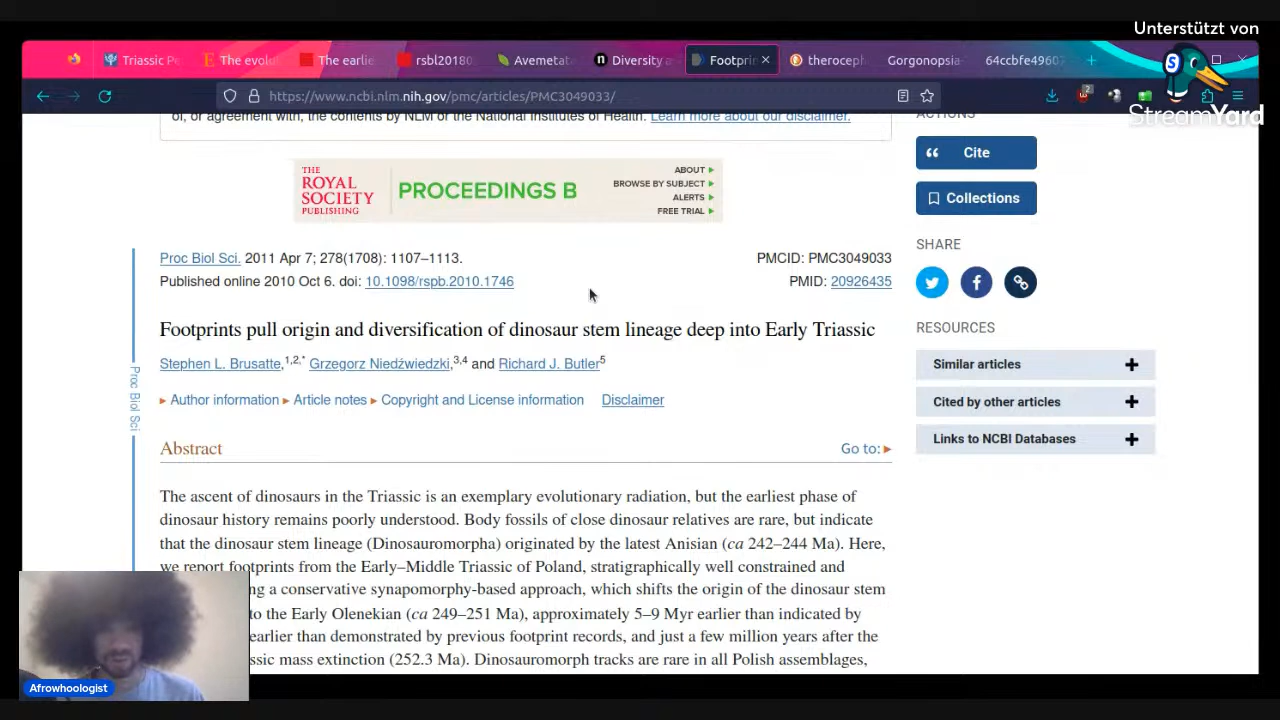 Unterstützt von
StreamYard
Triassic Pe
The evolu
The earlie
rsbl20180
Avemetat
Diversity a
Footprin
theroceph
Gorgonopsia
64ccbfe4960
https://www.ncbi.nlm.nih.gov/pmc/articles/PMC3049033/
2
of, or agreement with, the contents by NLM or the National Institutes of Health. Learn more about our disclaimer.
ACTIONS
Cite
Collections
SHARE
RESOURCES
Similar articles
Cited by other articles
Links to NCBI Databases
THE
ROYAL
SOCIETY
PUBLISHING
PROCEEDINGS B
ABOUT
BROWSE BY SUBJECT
ALERTS
FREE TRIAL
Proc Biol Sci. 2011 Apr 7; 278(1708): 1107–1113.
PMCID: PMC3049033
Published online 2010 Oct 6. doi: 10.1098/rspb.2010.1746
PMID: 20926435
Footprints pull origin and diversification of dinosaur stem lineage deep into Early Triassic
Stephen L. Brusatte,1,2,* Grzegorz Niedźwiedzki,3,4 and Richard J. Butler5
Author information Article notes Copyright and License information Disclaimer
Proc Biol Sci
Abstract
Go to:
The ascent of dinosaurs in the Triassic is an exemplary evolutionary radiation, but the earliest phase of
dinosaur history remains poorly understood. Body fossils of close dinosaur relatives are rare, but indicate
that the dinosaur stem lineage (Dinosauromorpha) originated by the latest Anisian (ca 242–244 Ma). Here,
we report footprints from the Early–Middle Triassic of Poland, stratigraphically well constrained and
a conservative synapomorphy-based approach, which shifts the origin of the dinosaur stem
to the Early Olenekian (ca 249–251 Ma), approximately 5–9 Myr earlier than indicated by
earlier than demonstrated by previous footprint records, and just a few million years after the
ssic mass extinction (252.3 Ma). Dinosauromorph tracks are rare in all Polish assemblages,
Afrowhoologist